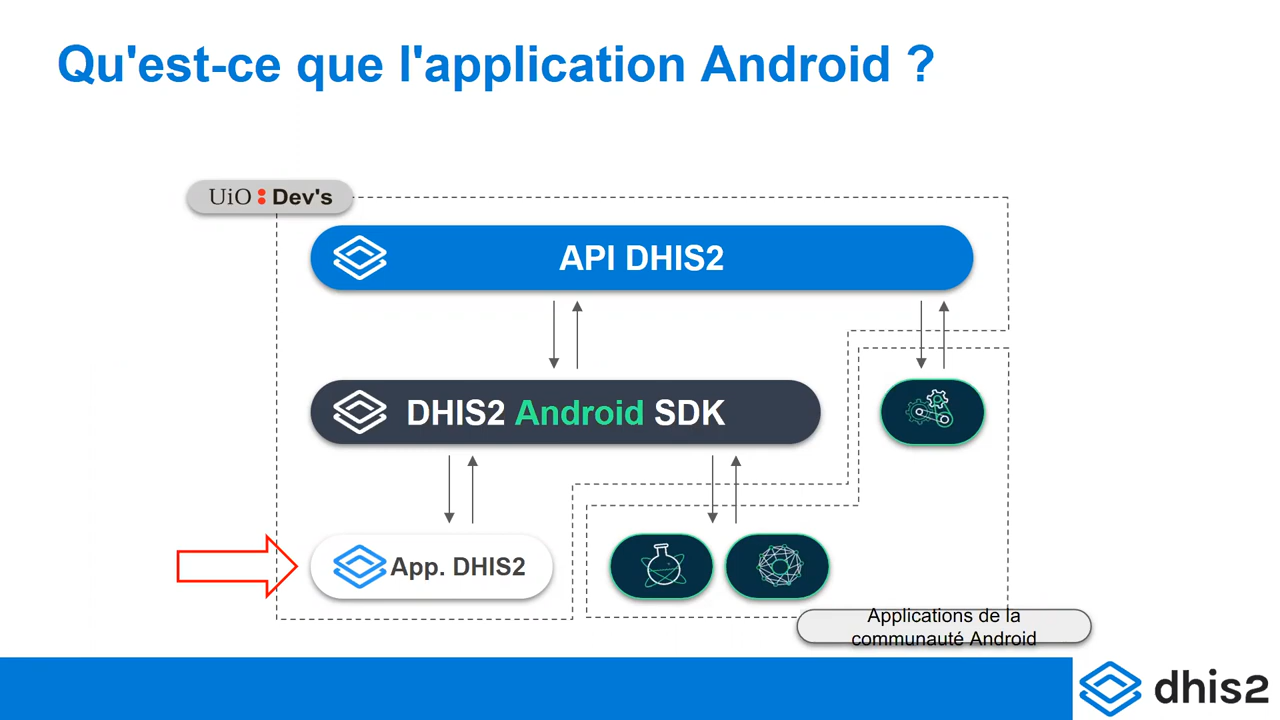 Qu'est-ce que l'application Android ?
UiO : Dev's
API DHIS2
DHIS2 Android SDK
App. DHIS2
Applications de la
communauté Android
dhis2